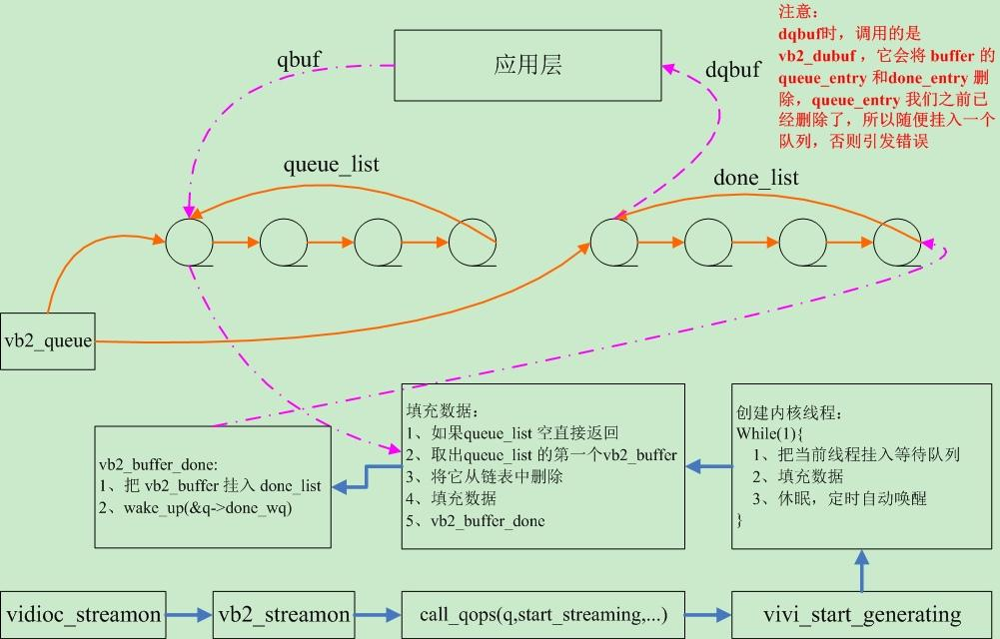 注意：
dqbuf时，调用的是
vb2_dubuf ，它会将 buffer 的
queue_entry 和done_entry 删
除，queue_entry 我们之前已
经删除了，所以随便挂入一个
队列，否则引发错误
qbuf
应用层
dqbuf
queue_list
done_list
vb2_queue
vb2_buffer_done:
1、把 vb2_buffer 挂入 done_list
2、wake_up(&q->done_wq)
填充数据：
1、如果queue_list 空直接返回
2、取出queue_list 的第一个vb2_buffer
3、将它从链表中删除
4、填充数据
5、vb2_buffer_done
创建内核线程：
While(1){
1、把当前线程挂入等待队列
2、填充数据
3、休眠，定时自动唤醒
}
vidioc_streamon
vb2_streamon
call_qops(q,start_streaming,...)
vivi_start_generating